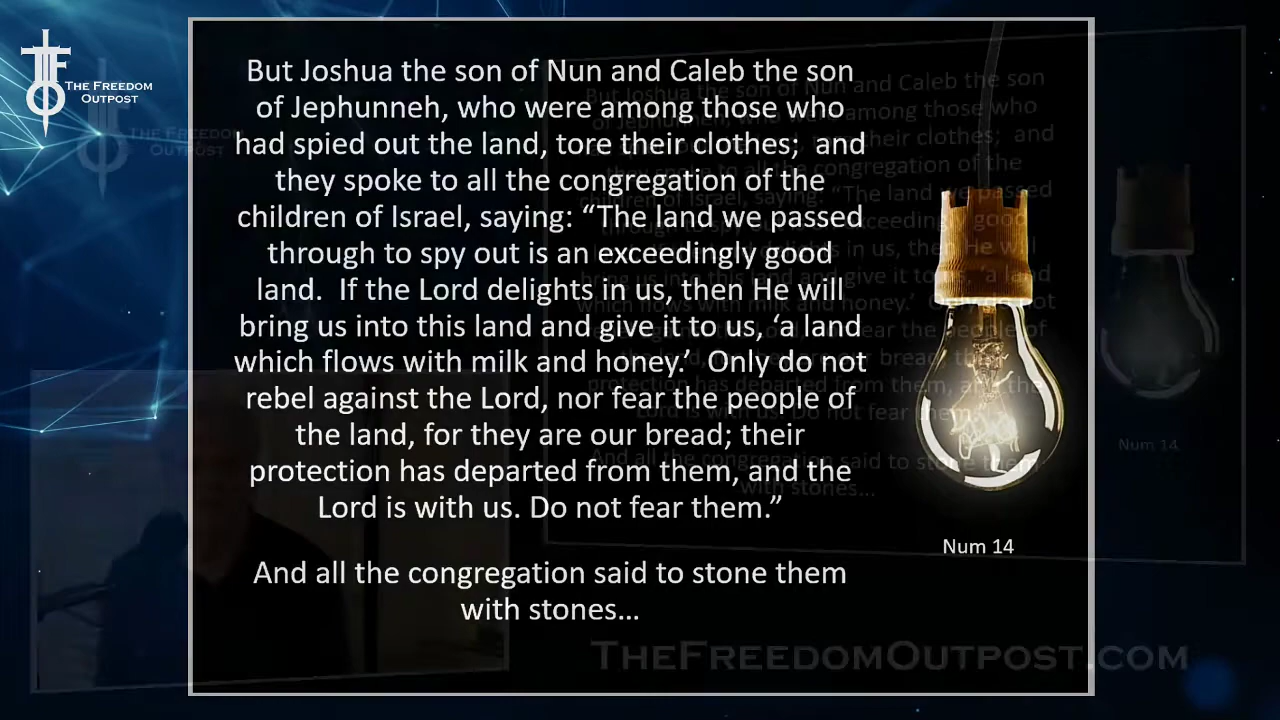 The Freedom
Outpost
But Joshua the son of Nun and Caleb the son
of Jephunneh, who were among those who
had spied out the land, tore their clothes;  and
they spoke to all the congregation of the
children of Israel, saying: “The land we passed
through to spy out is an exceedingly good
land.  If the Lord delights in us, then He will
bring us into this land and give it to us, ‘a land
which flows with milk and honey.’  Only do not
rebel against the Lord, nor fear the people of
the land, for they are our bread; their
protection has departed from them, and the
Lord is with us. Do not fear them.”
And all the congregation said to stone them
with stones…
Num 14
Num 14
TheFreedomOutpost.com